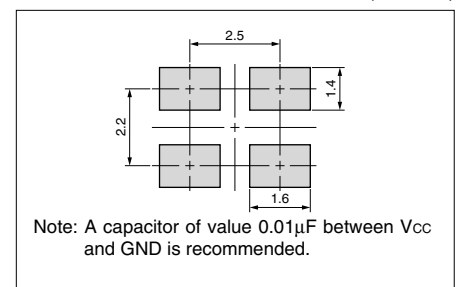 2.5
1.4
2.2
1.6
Note: A capacitor of value 0.01µF between Vcc
and GND is recommended.